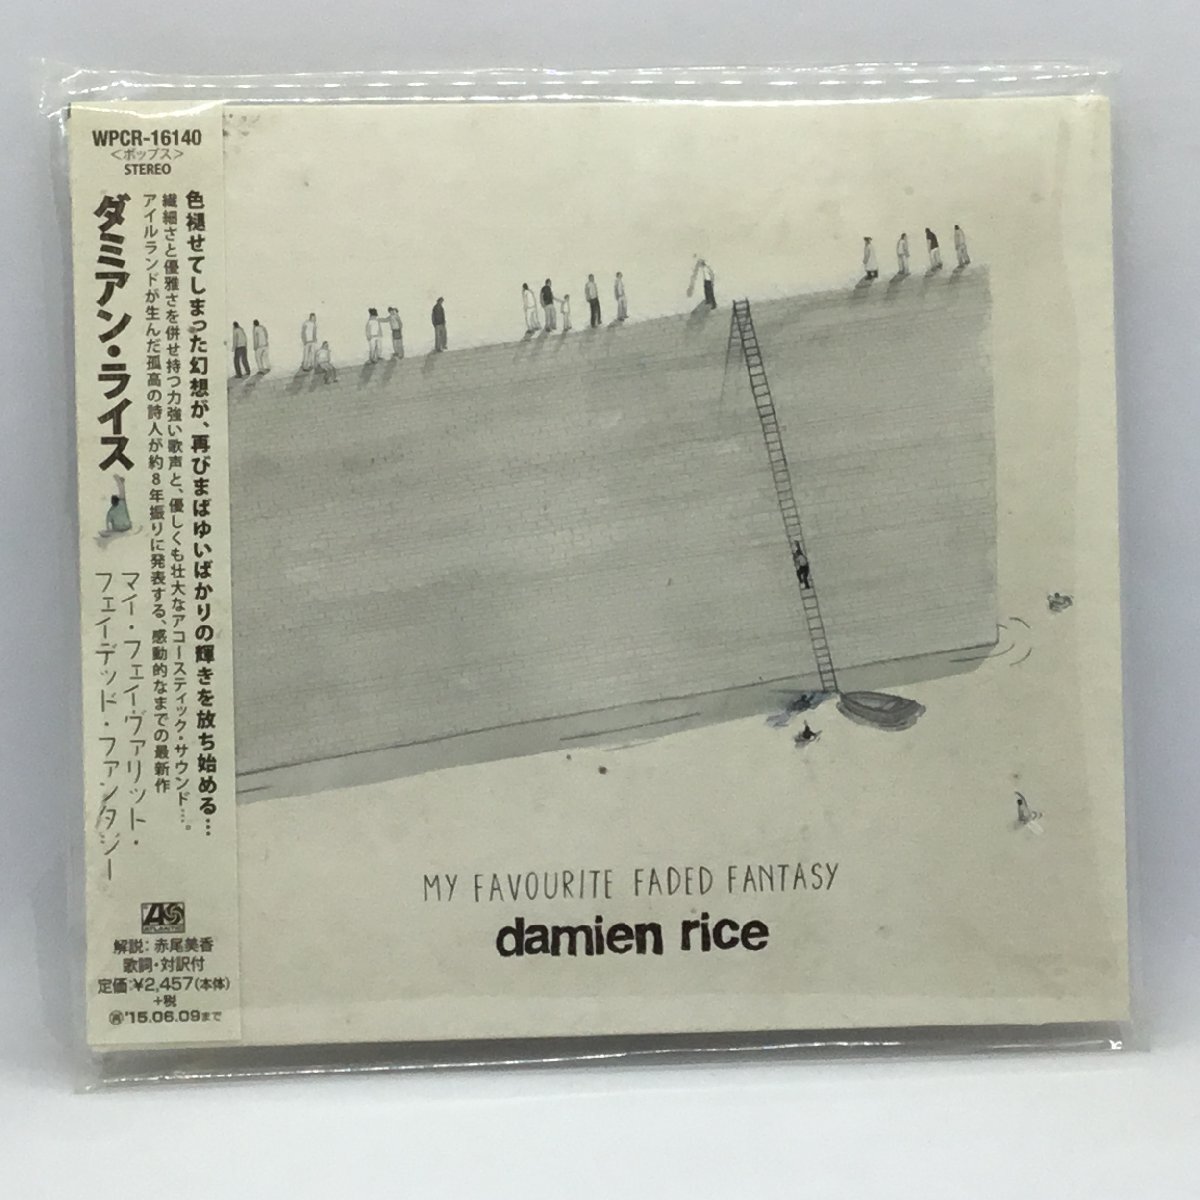 WPCR-16140
<ポップス>
STEREO
色褪せてしまった幻想が、再びまばゆいばかりの輝きを放ち始める…
繊細さと優雅さを併せ持つ力強い歌声と、優しくも壮大なアコースティック・サウンド…。
アイルランドが生んだ孤高の詩人が約8年振りに発表する、感動的なまでの最新作
ダミアン・ライス
マイ・フェイヴァリット・
フェイデッド・ファンタジー
ATLANTIC
解説：赤尾美香
歌詞・対訳付
定価：¥2,457(本体)
+税
再'15.06.09まで
MY FAVOURITE FADED FANTASY
damien rice